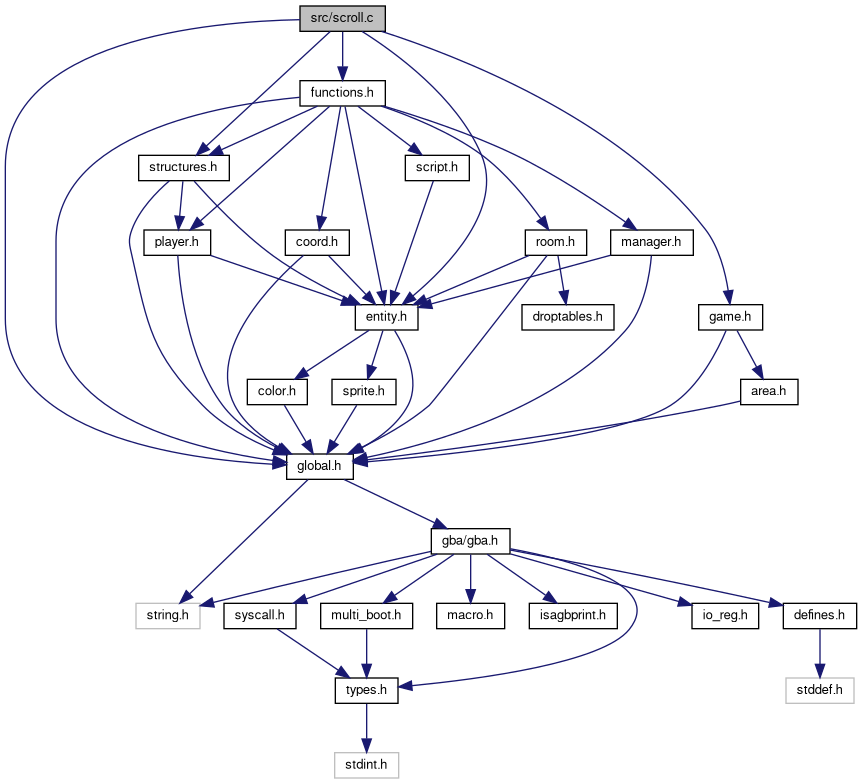 src/scroll.c
functions.h
structures.h
script.h
player.h
coord.h
room.h
manager.h
entity.h
droptables.h
game.h
color.h
sprite.h
area.h
global.h
gba/gba.h
string.h
syscall.h
multi_boot.h
macro.h
isagbprint.h
io_reg.h
defines.h
types.h
stddef.h
stdint.h